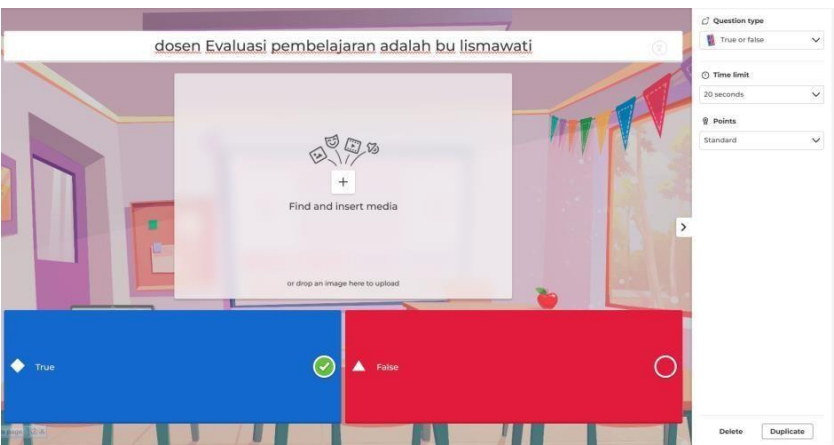 dosen Evaluasi pembelajaran adalah bu lismawati
Find and insert media
or drop an image here to upload
True
False
Question type
True or false
Time limit
20 seconds
Points
Standard
Delete
Duplicate